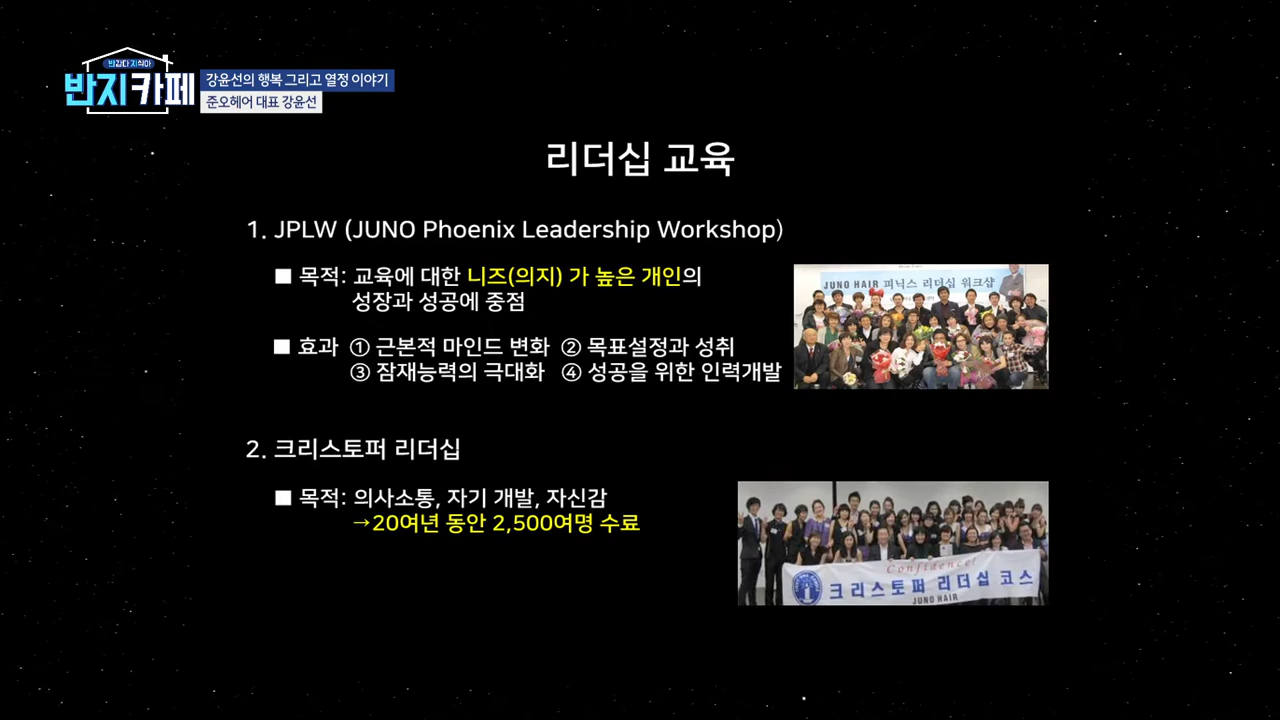 반갑다 지식아
반지카페
강윤선의 행복 그리고 열정 이야기
준오헤어 대표 강윤선
리더십 교육
1. JPLW (JUNO Phoenix Leadership Workshop)
■ 목적: 교육에 대한 니즈(의지) 가 높은 개인의
성장과 성공에 중점
■ 효과 ① 근본적 마인드 변화 ② 목표설정과 성취
③ 잠재능력의 극대화 ④ 성공을 위한 인력개발
JUNO HAIR 피닉스 리더십 워크샵
2. 크리스토퍼 리더십
■ 목적: 의사소통, 자기 개발, 자신감
→20여년 동안 2,500여명 수료
Confidence!
크리스토퍼 리더십 코스
JUNO HAIR